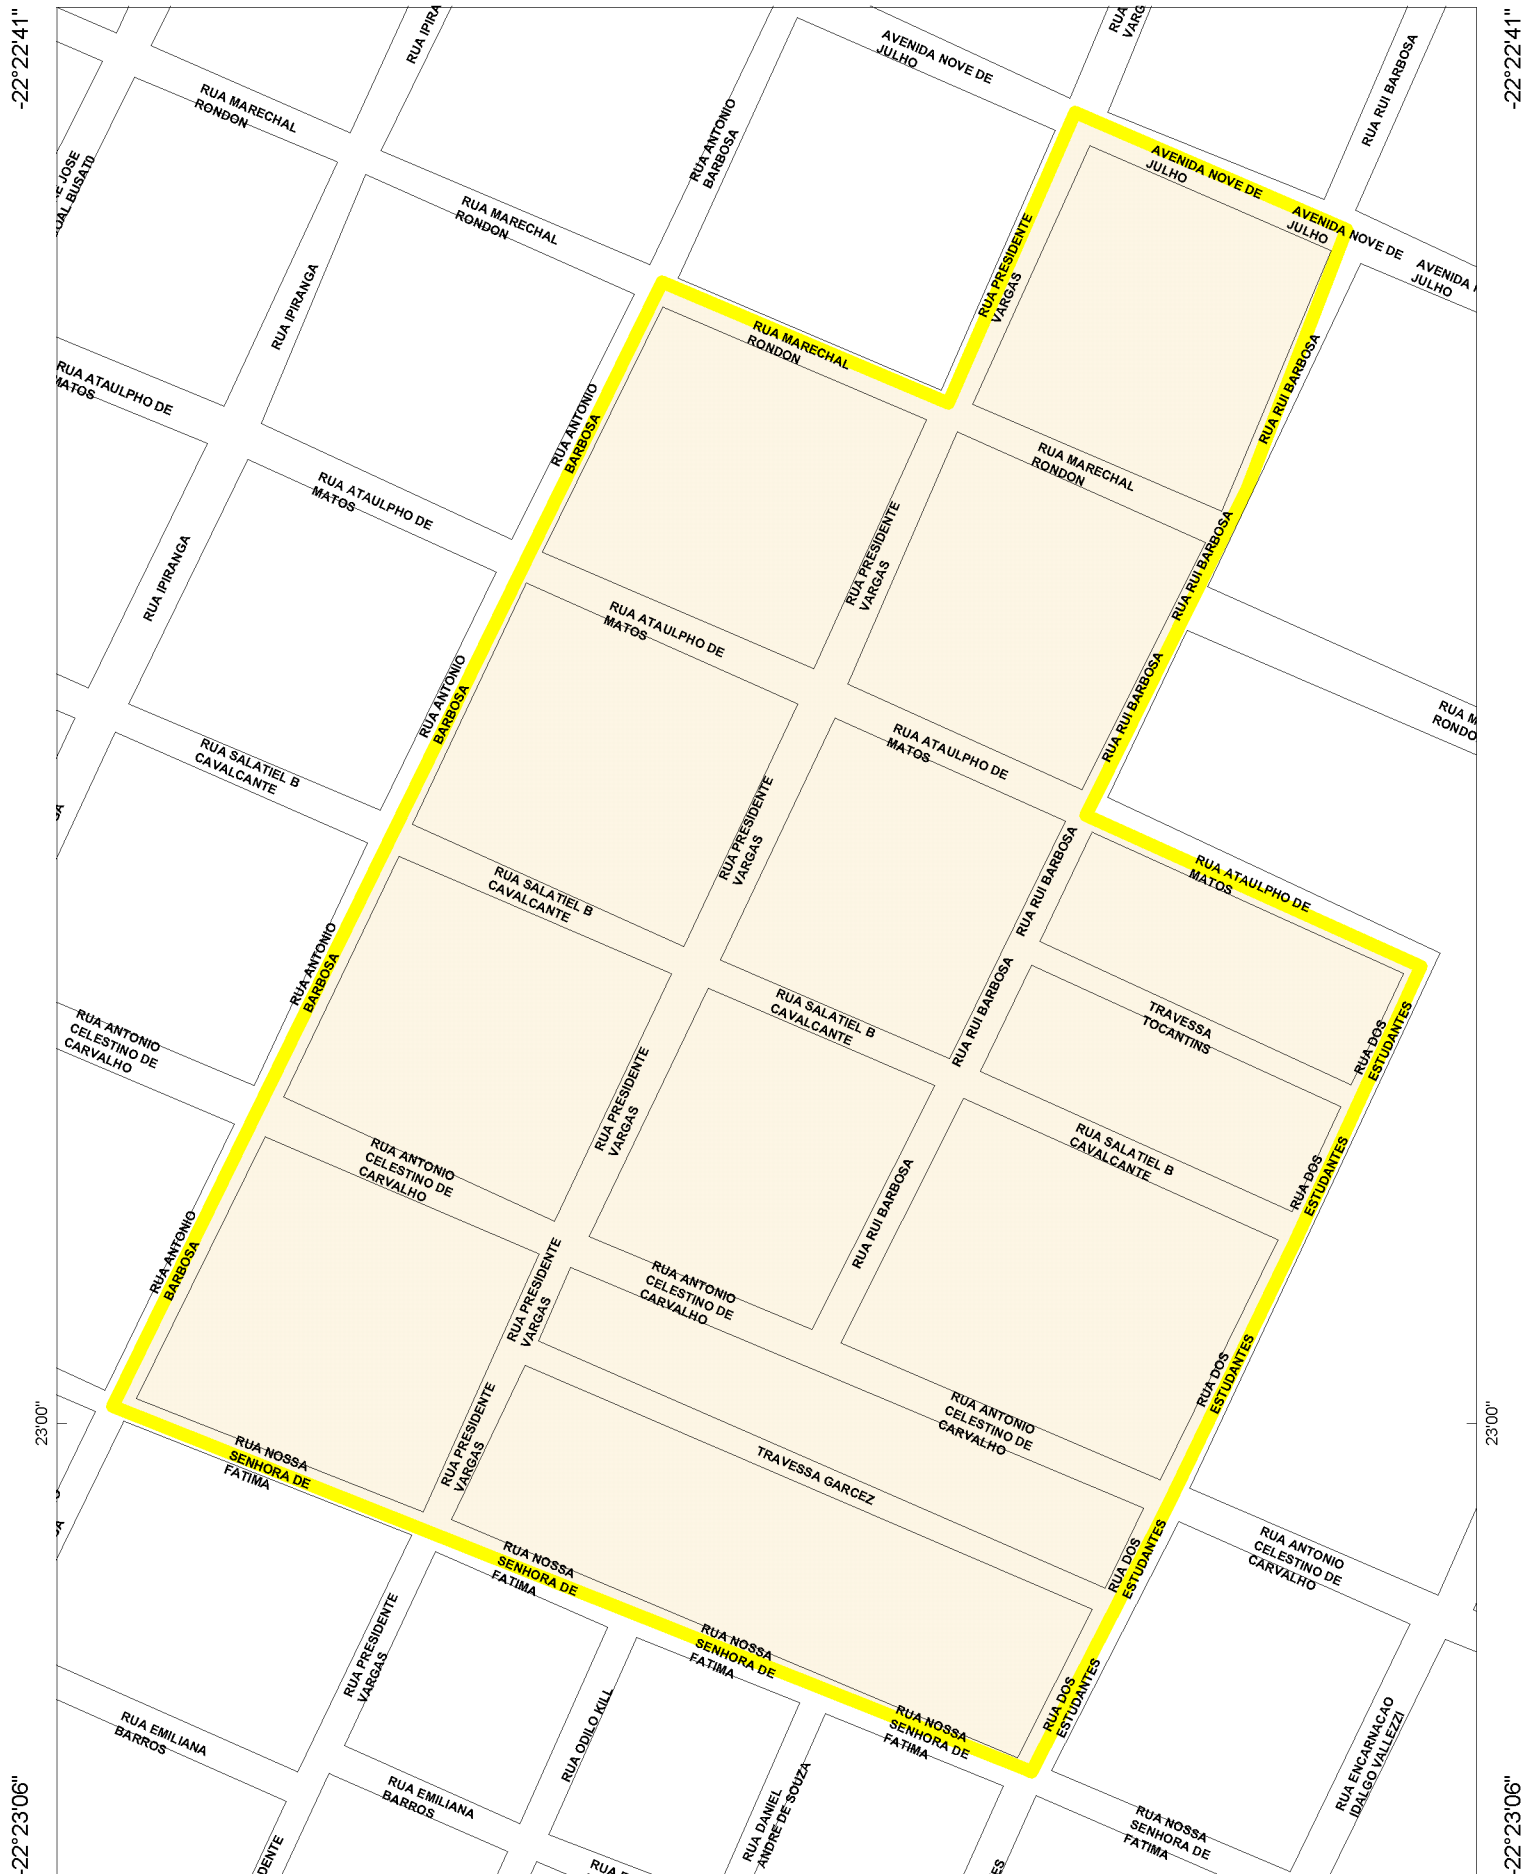 -22°22'41"
-22°22'41"
AVENIDA NOVE DE
JULHO
RUA
RUA RUI BARBOSA
RUA MARECHAL
RONDON
RUA ANTONIO
BARBOSA
AVENIDA NOVE DE
JULHO
RUA MARECHAL
RONDON
AVENIDA NOVE DE
JULHO
RUA PRESIDENTE
VARGAS
AVENIDA
JULHO
RUA IPIRANGA
RUA MARECHAL
RONDON
RUA RUI BARBOSA
RUA ATAULPHO DE
MATOS
RUA ANTONIO
BARBOSA
RUA MARECHAL
RONDON
RUA ATAULPHO DE
MATOS
RUA PRESIDENTE
VARGAS
RUA RUI BARBOSA
RUA IPIRANGA
RUA ATAULPHO DE
MATOS
RUA ANTONIO
BARBOSA
RUA RUI BARBOSA
RUA
RUA SALATIEL B
CAVALCANTE
RUA ATAULPHO DE
MATOS
RUA PRESIDENTE
VARGAS
RUA SALATIEL B
CAVALCANTE
RUA RUI BARBOSA
RUA ATAULPHO DE
MATOS
RUA ANTONIO
BARBOSA
RUA SALATIEL B
CAVALCANTE
RUA RUI BARBOSA
TRAVESSA
TOCANTINS
RUA DOS
ESTUDANTES
RUA ANTONIO
CELESTINO DE
CARVALHO
RUA PRESIDENTE
VARGAS
RUA SALATIEL B
CAVALCANTE
RUA DOS
ESTUDANTES
RUA ANTONIO
CELESTINO DE
CARVALHO
RUA RUI BARBOSA
RUA ANTONIO
BARBOSA
RUA PRESIDENTE
VARGAS
RUA ANTONIO
CELESTINO DE
CARVALHO
RUA DOS
ESTUDANTES
23'00"
23'00"
RUA PRESIDENTE
VARGAS
RUA ANTONIO
CELESTINO DE
CARVALHO
RUA NOSSA
SENHORA DE
FATIMA
TRAVESSA GARCEZ
RUA DOS
ESTUDANTES
RUA ANTONIO
CELESTINO DE
CARVALHO
RUA NOSSA
SENHORA DE
FATIMA
RUA PRESIDENTE
VARGAS
RUA NOSSA
SENHORA DE
FATIMA
RUA DOS
ESTUDANTES
RUA NOSSA
SENHORA DE
FATIMA
RUA EMILIANA
BARROS
RUA ODILO KILL
RUA ENCARNACAO
IDALGO VALLEZZI
RUA EMILIANA
BARROS
RUA DANIEL
ANDRE DE SOUZA
RUA NOSSA
SENHORA DE
FATIMA
-22°23'06"
-22°23'06"